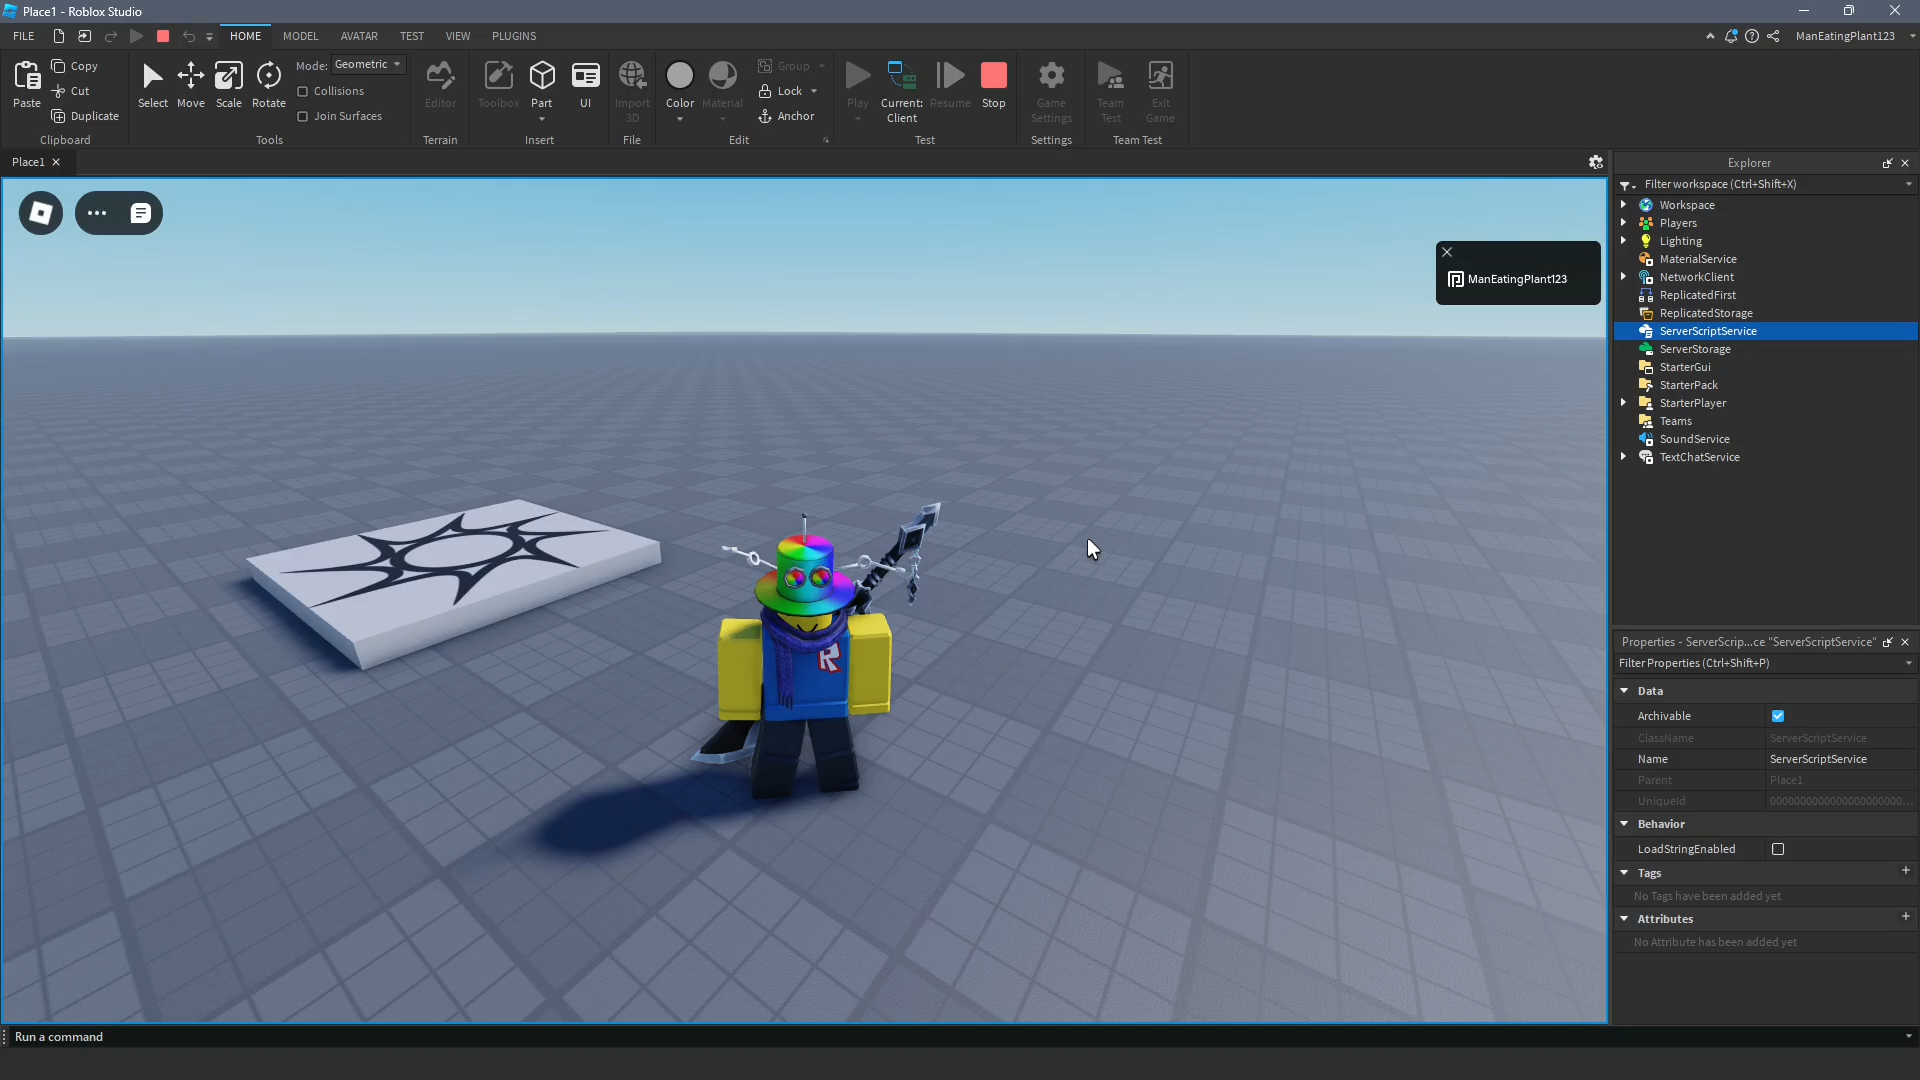 Place1 - Roblox Studio
FILE
HOME
MODEL
AVATAR
TEST
VIEW
PLUGINS
ManEatingPlant123
Paste
Copy
Cut
Duplicate
Clipboard
Select
Move
Scale
Rotate
Mode: Geometric
Collisions
Join Surfaces
Tools
Editor
Terrain
Toolbox
Part
UI
Insert
Import
3D
File
Color
Material
Group
Lock
Anchor
Edit
Play
Current:
Client
Resume
Stop
Test
Game
Settings
Settings
Team
Test
Exit
Game
Team Test
Place1
ManEatingPlant123
R
Explorer
Filter workspace (Ctrl+Shift+X)
Workspace
Players
Lighting
MaterialService
NetworkClient
ReplicatedFirst
ReplicatedStorage
ServerScriptService
ServerStorage
StarterGui
StarterPack
StarterPlayer
Teams
SoundService
TextChatService
Properties - ServerScrip...ce "ServerScriptService"
Filter Properties (Ctrl+Shift+P)
Data
Archivable
ClassName ServerScriptService
Name ServerScriptService
Parent Place1
UniqueId 00000000000000000000000...
Behavior
LoadStringEnabled
Tags
No Tags have been added yet
Attributes
No Attribute has been added yet
Run a command